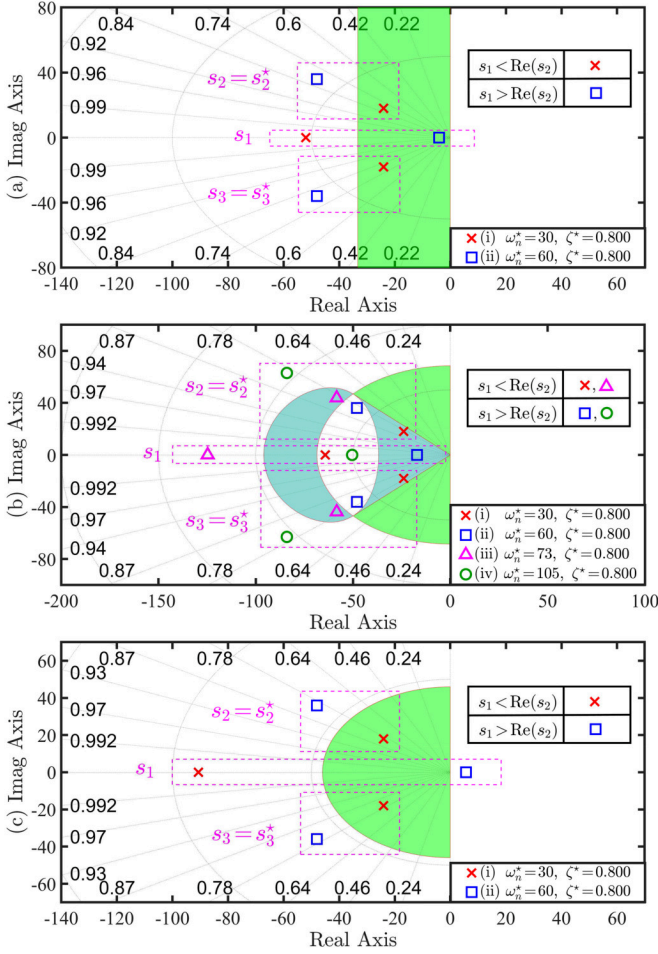 80
0.84
0.74
0.6
0.42
0.22
0.92
0.96
40
s₂=s₂⋆
s₁<Re(s₂) ×
s₁>Re(s₂) □
0.99
(a) Imag Axis
0
s₁
0.99
-40
0.96
s₃=s₃⋆
0.92
× (i) ωₙ⋆=30, ζ⋆=0.800
□ (ii) ωₙ⋆=60, ζ⋆=0.800
-80
0.84
0.74
0.6
0.42
0.22
-140 -120 -100 -80 -60 -40 -20 0 20 40 60
Real Axis
100
0.87
0.78
0.64
0.46
0.24
0.94
0.97
50
s₂=s₂⋆
s₁<Re(s₂) ×, △
s₁>Re(s₂) □, ○
0.992
(b) Imag Axis
0
s₁
0.992
-50
0.97
s₃=s₃⋆
0.94
× (i) ωₙ⋆=30, ζ⋆=0.800
□ (ii) ωₙ⋆=60, ζ⋆=0.800
△ (iii) ωₙ⋆=73, ζ⋆=0.800
○ (iv) ωₙ⋆=105, ζ⋆=0.800
-100
0.87
0.78
0.64
0.46
0.24
-200 -150 -100 -50 0 50 100
Real Axis
60
0.87
0.78
0.64
0.46
0.24
0.93
40
0.97
s₂=s₂⋆
s₁<Re(s₂) ×
s₁>Re(s₂) □
20
0.992
(c) Imag Axis
0
s₁
-20
0.992
-40
0.97
s₃=s₃⋆
0.93
× (i) ωₙ⋆=30, ζ⋆=0.800
□ (ii) ωₙ⋆=60, ζ⋆=0.800
-60
0.87
0.78
0.64
0.46
0.24
-140 -120 -100 -80 -60 -40 -20 0 20 40 60
Real Axis